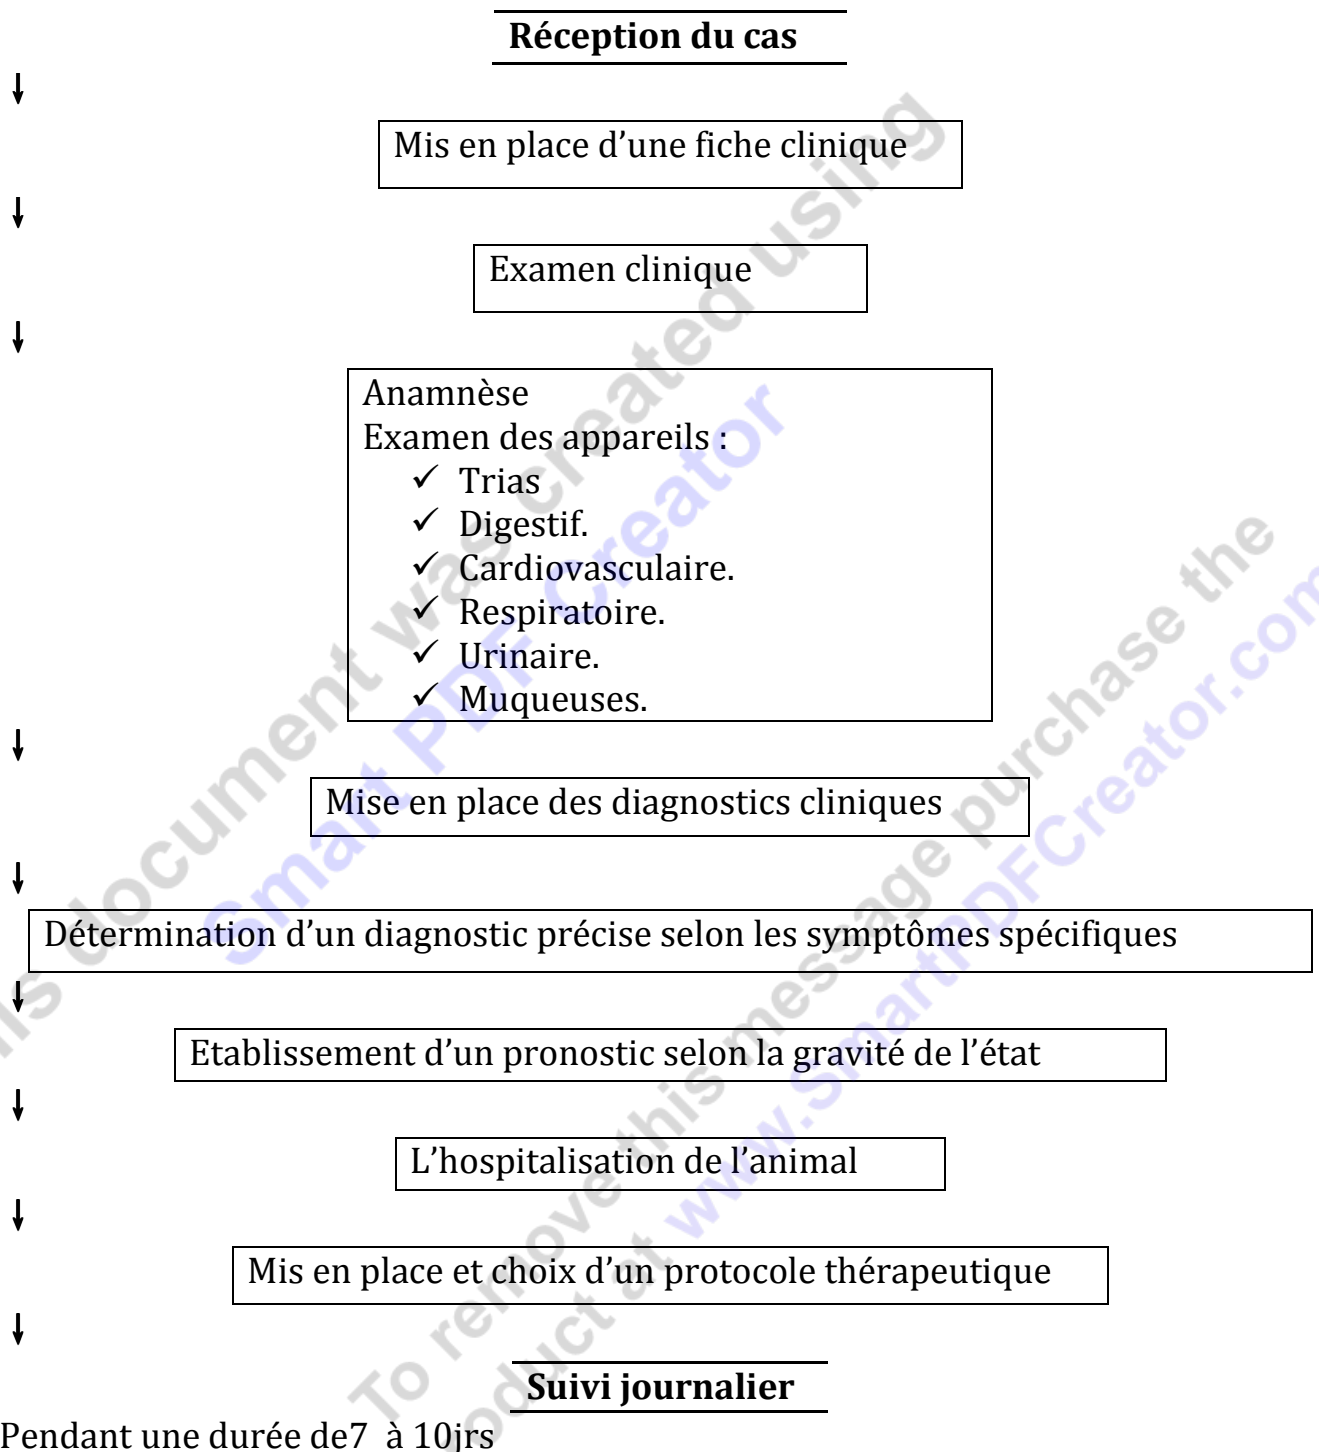 Réception du cas
↓
Mis en place d’une fiche clinique
↓
Examen clinique
↓
Anamnèse
Examen des appareils :
✓ Trias
✓ Digestif.
✓ Cardiovasculaire.
✓ Respiratoire.
✓ Urinaire.
✓ Muqueuses.
↓
Mise en place des diagnostics cliniques
↓
Détermination d’un diagnostic précise selon les symptômes spécifiques
↓
Etablissement d’un pronostic selon la gravité de l’état
↓
L’hospitalisation de l’animal
↓
Mis en place et choix d’un protocole thérapeutique
↓
Suivi journalier
Pendant une durée de7 à 10jrs
document was created using
Smart PDF Creator
To remove this message purchase the
at www.SmartPDFCreator.com